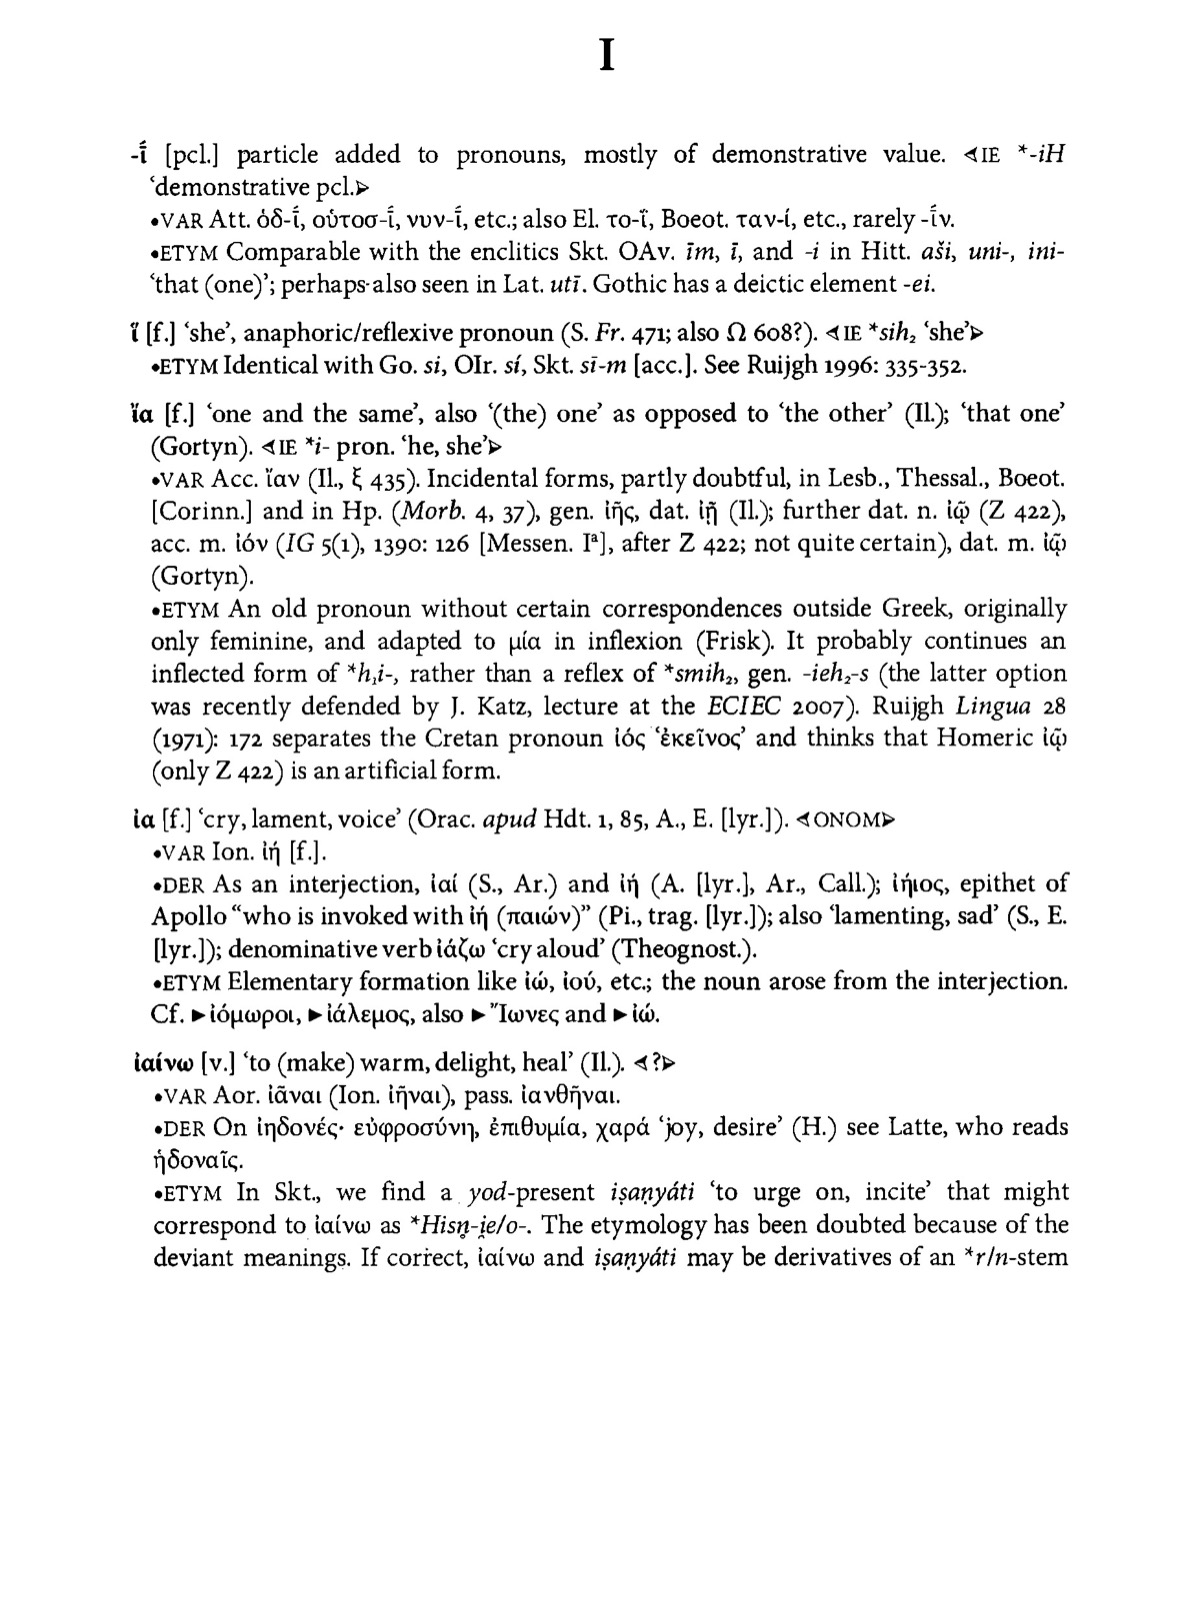 I
-ῑ́ [pcl.] particle added to pronouns, mostly of demonstrative value. ⊲IE *-iH
‘demonstrative pcl.⊳
•VAR Att. ὁδ-ῑ́, οὑτοσ-ῑ́, νυν-ῑ́, etc.; also El. το-ΐ, Boeot. ταν-ί, etc., rarely -ῑ́ν.
•ETYM Comparable with the enclitics Skt. OAv. īm, ī, and -i in Hitt. aši, uni-, ini-
‘that (one)’; perhaps also seen in Lat. utī. Gothic has a deictic element -ei.
ἵ [f.] ‘she’, anaphoric/reflexive pronoun (S. Fr. 471; also Ω 608?). ⊲IE *sih₂ ‘she’⊳
•ETYM Identical with Go. si, OIr. sí, Skt. sī-m [acc.]. See Ruijgh 1996: 335-352.
ἴα [f.] ‘one and the same’, also ‘(the) one’ as opposed to ‘the other’ (Il.); ‘that one’
(Gortyn). ⊲IE *i- pron. ‘he, she’⊳
•VAR Acc. ἴαν (Il., ξ 435). Incidental forms, partly doubtful, in Lesb., Thessal., Boeot.
[Corinn.] and in Hp. (Morb. 4, 37), gen. ἰῆς, dat. ἰῇ (Il.); further dat. n. ἰῷ (Ζ 422),
acc. m. ἰόν (IG 5(1), 1390: 126 [Messen. Iᵃ], after Ζ 422; not quite certain), dat. m. ἰῷ
(Gortyn).
•ETYM An old pronoun without certain correspondences outside Greek, originally
only feminine, and adapted to μία in inflexion (Frisk). It probably continues an
inflected form of *h₁i-, rather than a reflex of *smih₂, gen. -ieh₂-s (the latter option
was recently defended by J. Katz, lecture at the ECIEC 2007). Ruijgh Lingua 28
(1971): 172 separates the Cretan pronoun ἰός ‘ἐκεῖνος’ and thinks that Homeric ἰῷ
(only Ζ 422) is an artificial form.
ἰα [f.] ‘cry, lament, voice’ (Orac. apud Hdt. 1, 85, A., E. [lyr.]). ⊲ONOM⊳
•VAR Ion. ἰή [f.].
•DER As an interjection, ἰαί (S., Ar.) and ἰή (A. [lyr.], Ar., Call.); ἰήιος, epithet of
Apollo “who is invoked with ἰή (παιών)” (Pi., trag. [lyr.]); also ‘lamenting, sad’ (S., E.
[lyr.]); denominative verb ἰάζω ‘cry aloud’ (Theognost.).
•ETYM Elementary formation like ἰώ, ἰού, etc.; the noun arose from the interjection.
Cf. ►ἰόμωροι, ►ἰάλεμος, also ►Ἴωνες and ►ἰώ.
ἰαίνω [v.] ‘to (make) warm, delight, heal’ (Il.). ⊲?⊳
•VAR Aor. ἰᾶναι (Ion. ἰῆναι), pass. ἰανθῆναι.
•DER On ἰηδονές· εὐφροσύνη, ἐπιθυμία, χαρά ‘joy, desire’ (H.) see Latte, who reads
ἡδοναῖς.
•ETYM In Skt., we find a yod-present iṣaṇyáti ‘to urge on, incite’ that might
correspond to ἰαίνω as *Hisn̥-i̯e/o-. The etymology has been doubted because of the
deviant meanings. If correct, ἰαίνω and iṣaṇyáti may be derivatives of an *r/n-stem